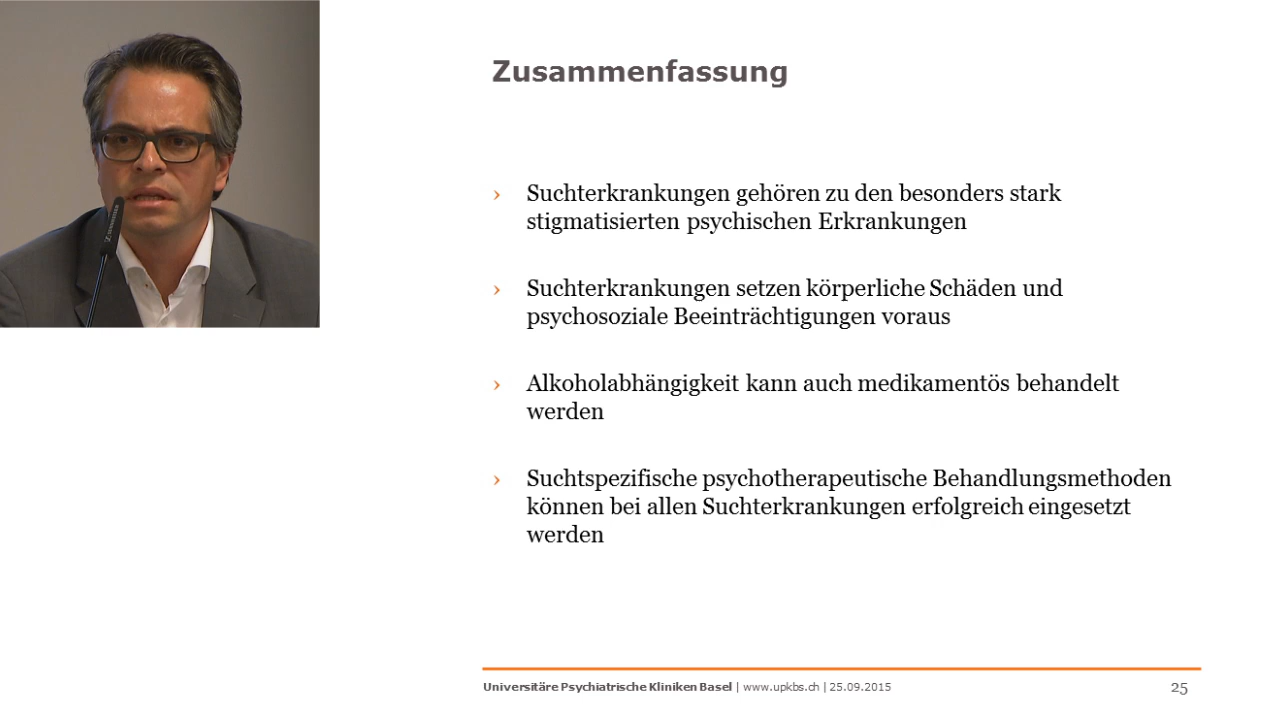 Zusammenfassung
› Suchterkrankungen gehören zu den besonders stark
stigmatisierten psychischen Erkrankungen
› Suchterkrankungen setzen körperliche Schäden und
psychosoziale Beeinträchtigungen voraus
› Alkoholabhängigkeit kann auch medikamentös behandelt
werden
› Suchtspezifische psychotherapeutische Behandlungsmethoden
können bei allen Suchterkrankungen erfolgreich eingesetzt
werden
Universitäre Psychiatrische Kliniken Basel | www.upkbs.ch | 25.09.2015 25